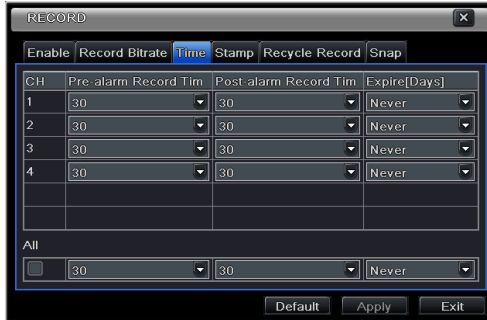 RECORD
Enable Record Bitrate Time Stamp Recycle Record Snap
CH Pre-alarm Record Tim Post-alarm Record Tim Expire[Days]
1 30 30 Never
2 30 30 Never
3 30 30 Never
4 30 30 Never
All
30 30 Never
Default Apply Exit